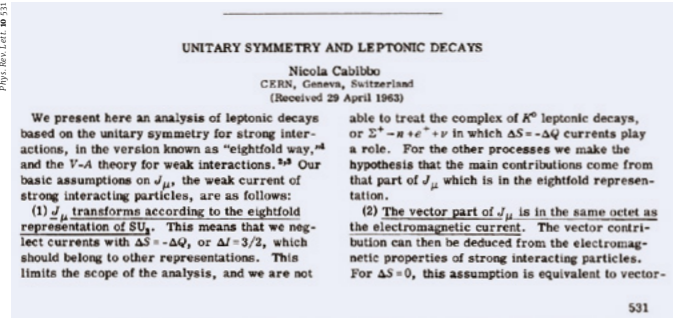 Phys. Rev. Lett. 10 531
UNITARY SYMMETRY AND LEPTONIC DECAYS
Nicola Cabibbo
CERN, Geneva, Switzerland
(Received 29 April 1963)
We present here an analysis of leptonic decays
based on the unitary symmetry for strong inter-
actions, in the version known as "eightfold way,"¹
and the V-A theory for weak interactions.²,³ Our
basic assumptions on Jμ, the weak current of
strong interacting particles, are as follows:
(1) Jμ transforms according to the eightfold
representation of SU₃. This means that we neg-
lect currents with ΔS = -ΔQ, or ΔI = 3/2, which
should belong to other representations. This
limits the scope of the analysis, and we are not
able to treat the complex of K⁰ leptonic decays,
or Σ⁺→n+e⁺+ν in which ΔS = -ΔQ currents play
a role. For the other processes we make the
hypothesis that the main contributions come from
that part of Jμ which is in the eightfold represen-
tation.
(2) The vector part of Jμ is in the same octet as
the electromagnetic current. The vector contri-
bution can then be deduced from the electromag-
netic properties of strong interacting particles.
For ΔS = 0, this assumption is equivalent to vector-
531